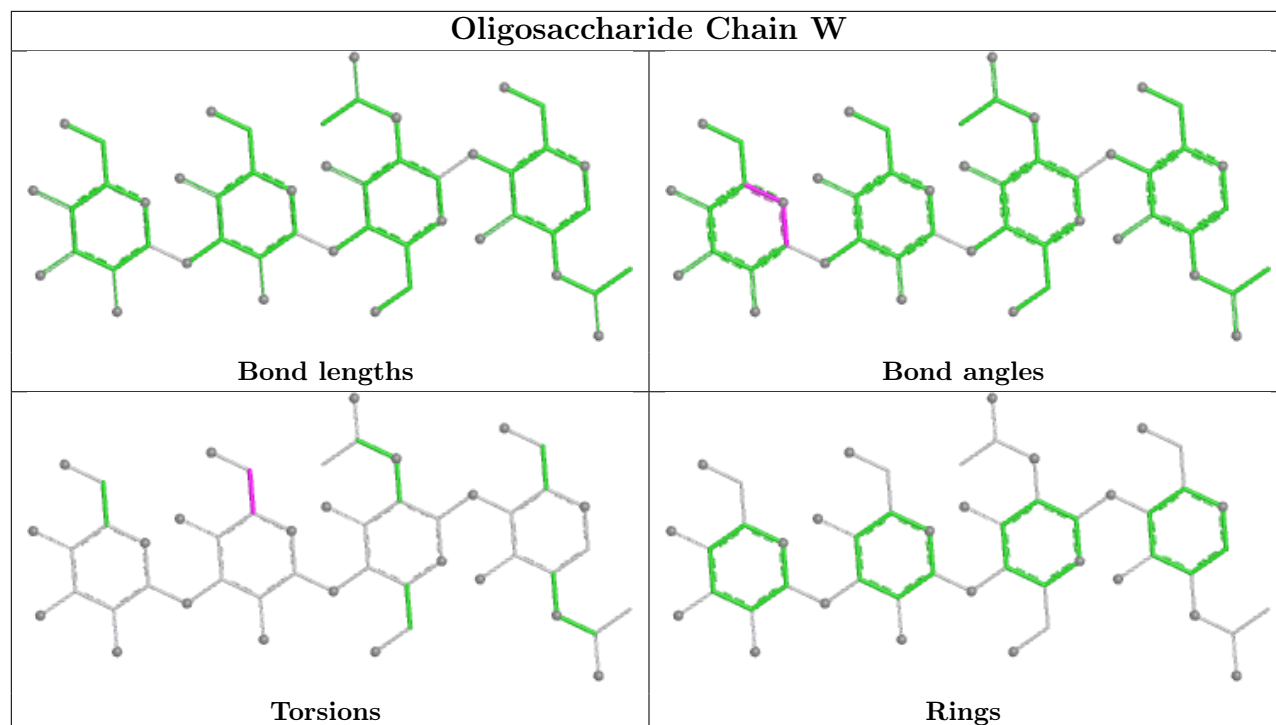 Oligosaccharide Chain W
Bond lengths
Bond angles
Torsions
Rings